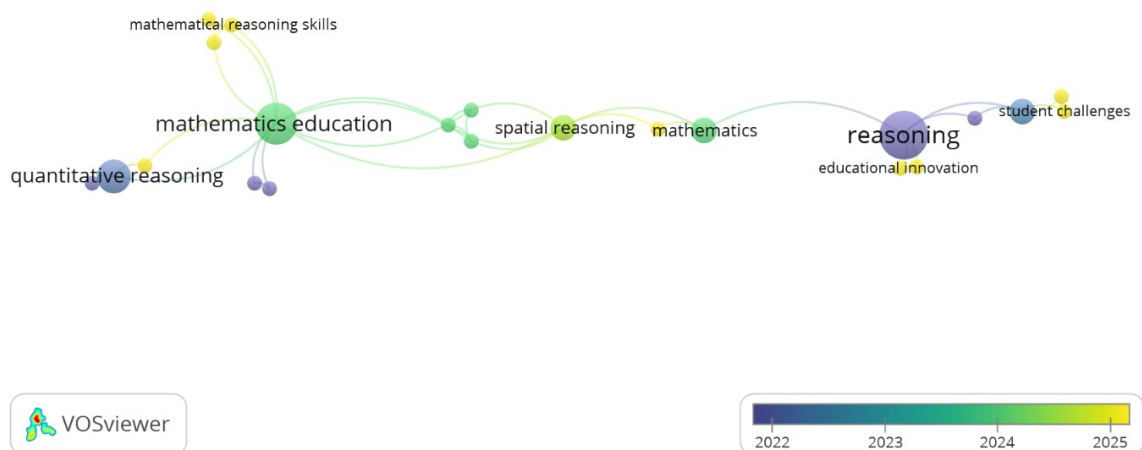 mathematical reasoning skills
mathematics education
quantitative reasoning
spatial reasoning
mathematics
reasoning
student challenges
educational innovation
VOSviewer
2022
2023
2024
2025